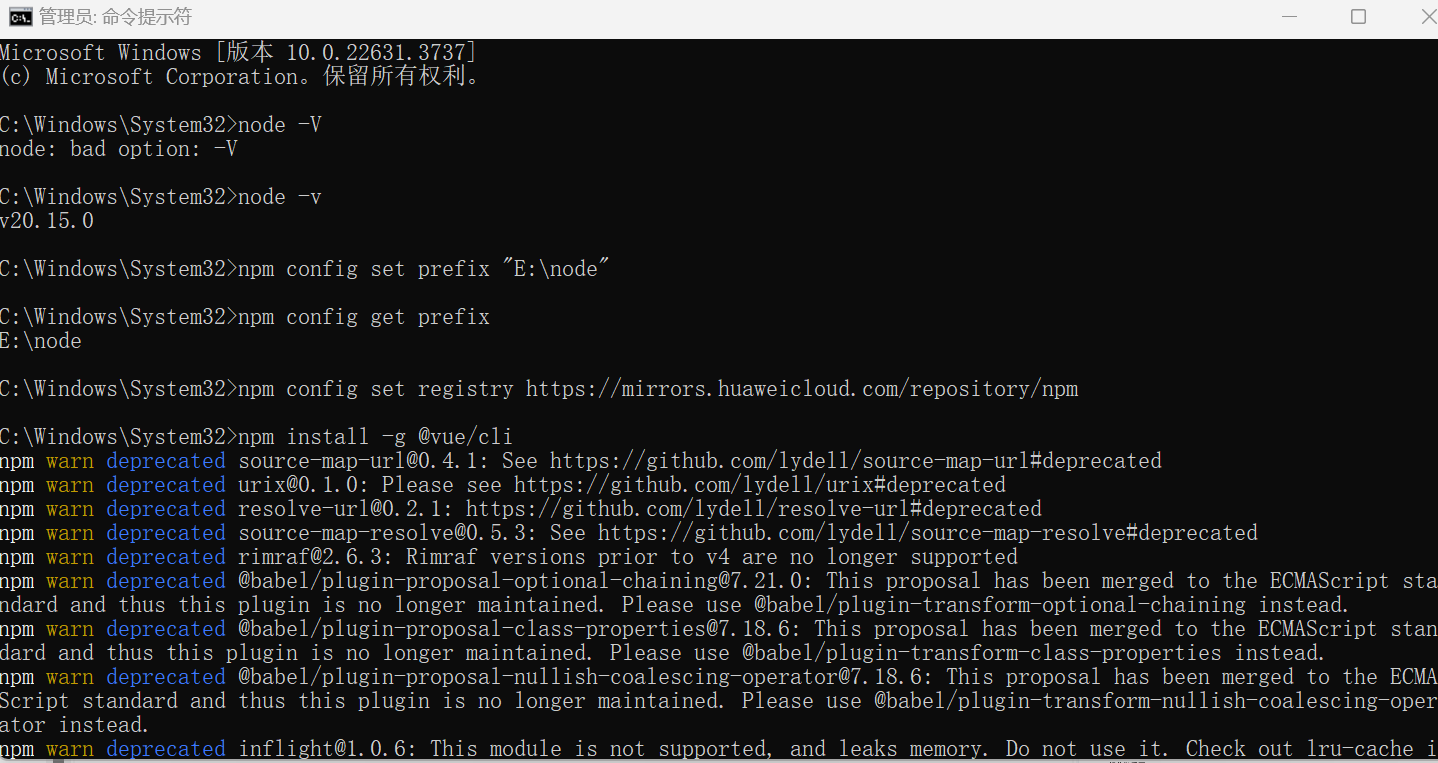 管理员: 命令提示符
Microsoft Windows [版本 10.0.22631.3737]
(c) Microsoft Corporation。保留所有权利。
C:\Windows\System32>node -V
node: bad option: -V
C:\Windows\System32>node -v
v20.15.0
C:\Windows\System32>npm config set prefix "E:\node"
C:\Windows\System32>npm config get prefix
E:\node
C:\Windows\System32>npm config set registry https://mirrors.huaweicloud.com/repository/npm
C:\Windows\System32>npm install -g @vue/cli
npm warn deprecated source-map-url@0.4.1: See https://github.com/lydell/source-map-url#deprecated
npm warn deprecated urix@0.1.0: Please see https://github.com/lydell/urix#deprecated
npm warn deprecated resolve-url@0.2.1: https://github.com/lydell/resolve-url#deprecated
npm warn deprecated source-map-resolve@0.5.3: See https://github.com/lydell/source-map-resolve#deprecated
npm warn deprecated rimraf@2.6.3: Rimraf versions prior to v4 are no longer supported
npm warn deprecated @babel/plugin-proposal-optional-chaining@7.21.0: This proposal has been merged to the ECMAScript sta
ndard and thus this plugin is no longer maintained. Please use @babel/plugin-transform-optional-chaining instead.
npm warn deprecated @babel/plugin-proposal-class-properties@7.18.6: This proposal has been merged to the ECMAScript stan
dard and thus this plugin is no longer maintained. Please use @babel/plugin-transform-class-properties instead.
npm warn deprecated @babel/plugin-proposal-nullish-coalescing-operator@7.18.6: This proposal has been merged to the ECMA
Script standard and thus this plugin is no longer maintained. Please use @babel/plugin-transform-nullish-coalescing-oper
ator instead.
npm warn deprecated inflight@1.0.6: This module is not supported, and leaks memory. Do not use it. Check out lru-cache i